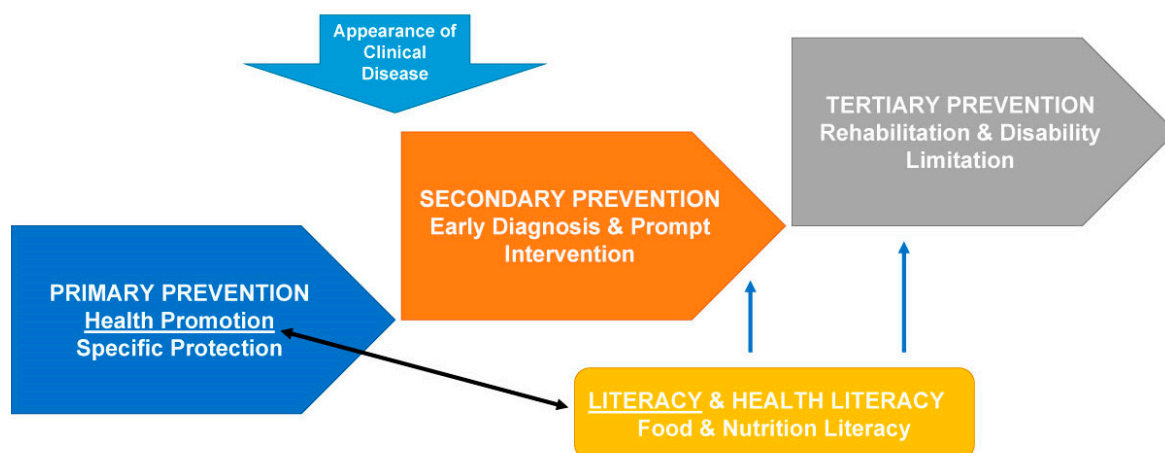 Appearance of
Clinical
Disease
TERTIARY PREVENTION
Rehabilitation & Disability
Limitation
SECONDARY PREVENTION
Early Diagnosis & Prompt
Intervention
PRIMARY PREVENTION
Health Promotion
Specific Protection
LITERACY & HEALTH LITERACY
Food & Nutrition Literacy